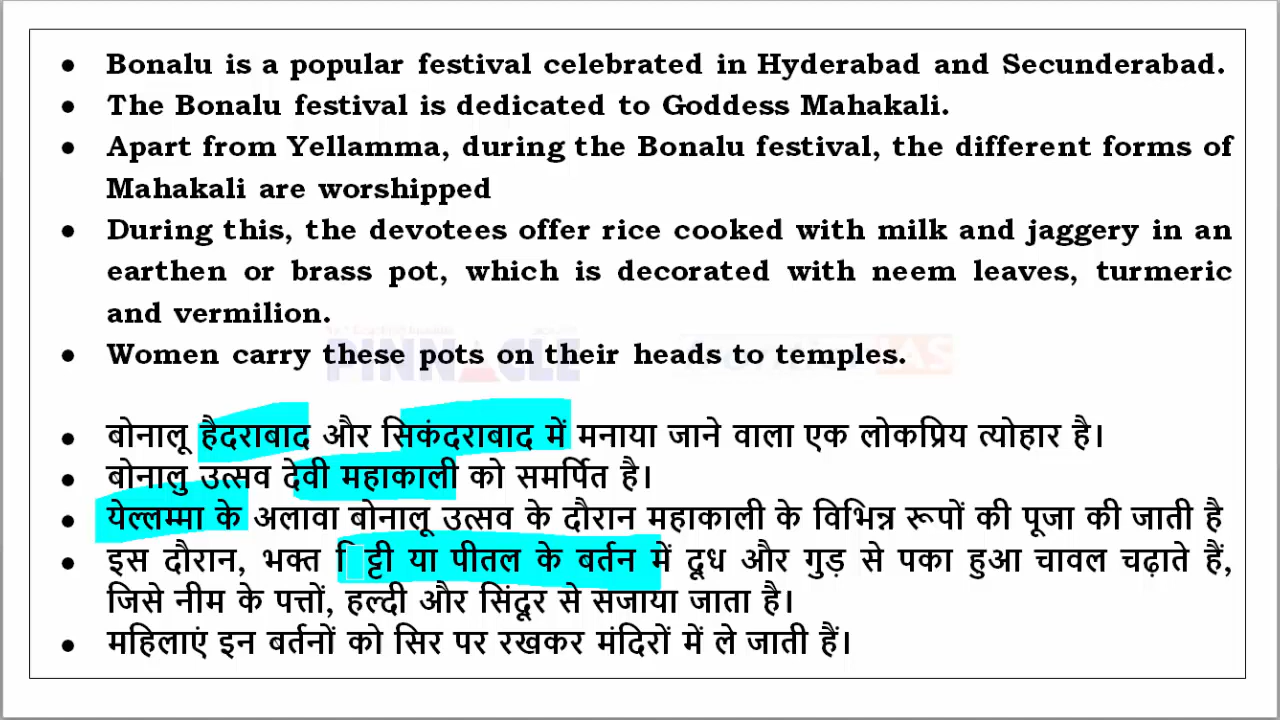 • Bonalu is a popular festival celebrated in Hyderabad and Secunderabad.
• The Bonalu festival is dedicated to Goddess Mahakali.
• Apart from Yellamma, during the Bonalu festival, the different forms of
Mahakali are worshipped
• During this, the devotees offer rice cooked with milk and jaggery in an
earthen or brass pot, which is decorated with neem leaves, turmeric
and vermilion.
• Women carry these pots on their heads to temples.
PINNACLE
• बोनालू हैदराबाद और सिकंदराबाद में मनाया जाने वाला एक लोकप्रिय त्योहार है।
• बोनालु उत्सव देवी महाकाली को समर्पित है।
• येल्लम्मा के अलावा बोनालू उत्सव के दौरान महाकाली के विभिन्न रूपों की पूजा की जाती है
• इस दौरान, भक्त या पीतल के बर्तन में दूध और गुड़ से पका हुआ चावल चढ़ाते हैं,
जिसे नीम के पत्तों, हल्दी और सिंदूर से सजाया जाता है।
• महिलाएं इन बर्तनों को सिर पर रखकर मंदिरों में ले जाती हैं।